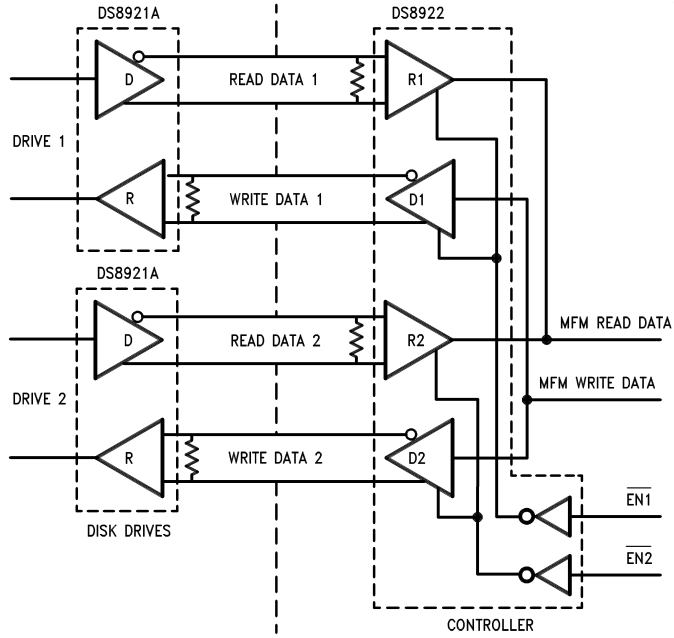 DS8921A
DS8922
D
READ DATA 1
R1
DRIVE 1
R
WRITE DATA 1
D1
DS8921A
D
READ DATA 2
R2
MFM READ DATA
MFM WRITE DATA
DRIVE 2
R
WRITE DATA 2
D2
EN1
DISK DRIVES
EN2
CONTROLLER